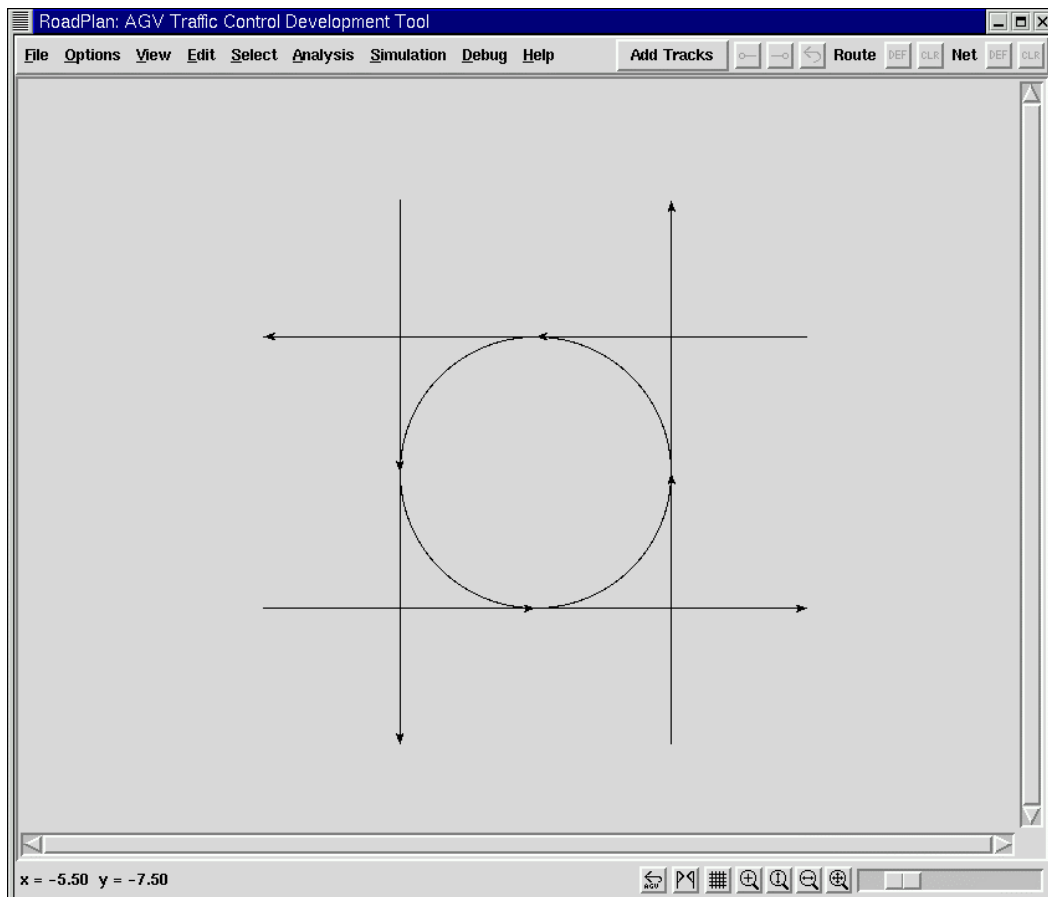 RoadPlan: AGV Traffic Control Development Tool
File Options View Edit Select Analysis Simulation Debug Help Add Tracks Route DEF CLR Net DEF CLR
x = -5.50 y = -7.50 AGV